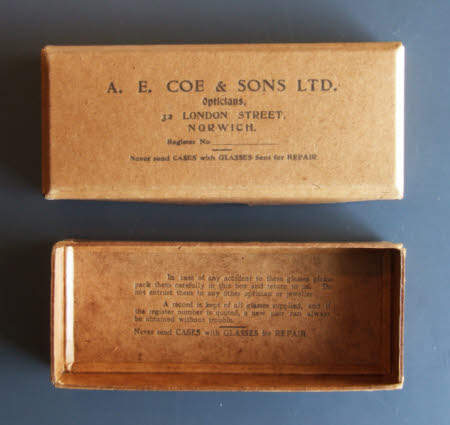 A. E. COE & SONS LTD.
Opticians,
32 LONDON STREET,
NORWICH.
Register No
Never send CASES with GLASSES Sent for REPAIR
In case of any accident to these glasses please
pack them carefully in this box and return to us. Do
not entrust them to any other optician or jeweller.
A record is kept of all glasses supplied, and if
the register number is quoted, a new pair can always
be obtained without trouble.
Never send CASES with GLASSES for REPAIR.